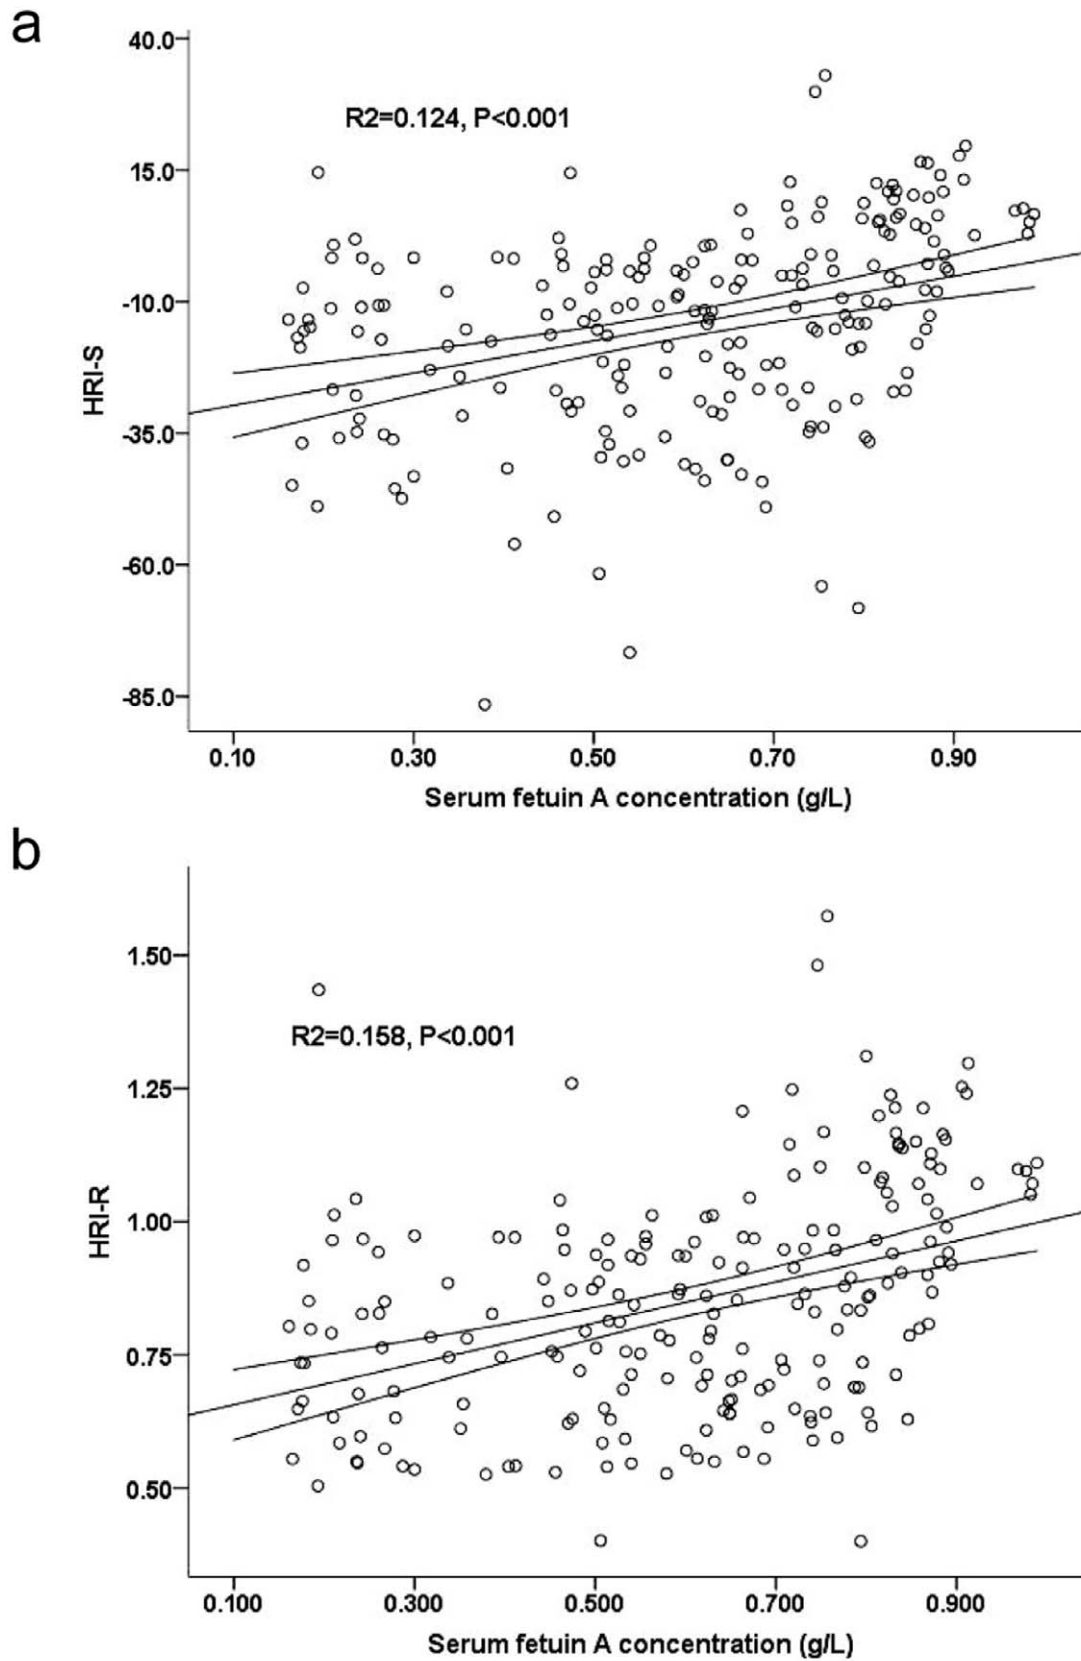 a
40.0
R2=0.124, P<0.001
15.0
-10.0
HRI-S
-35.0
-60.0
-85.0
0.10 0.30 0.50 0.70 0.90
Serum fetuin A concentration (g/L)
b
1.50
R2=0.158, P<0.001
1.25
HRI-R
1.00
0.75
0.50
0.100 0.300 0.500 0.700 0.900
Serum fetuin A concentration (g/L)